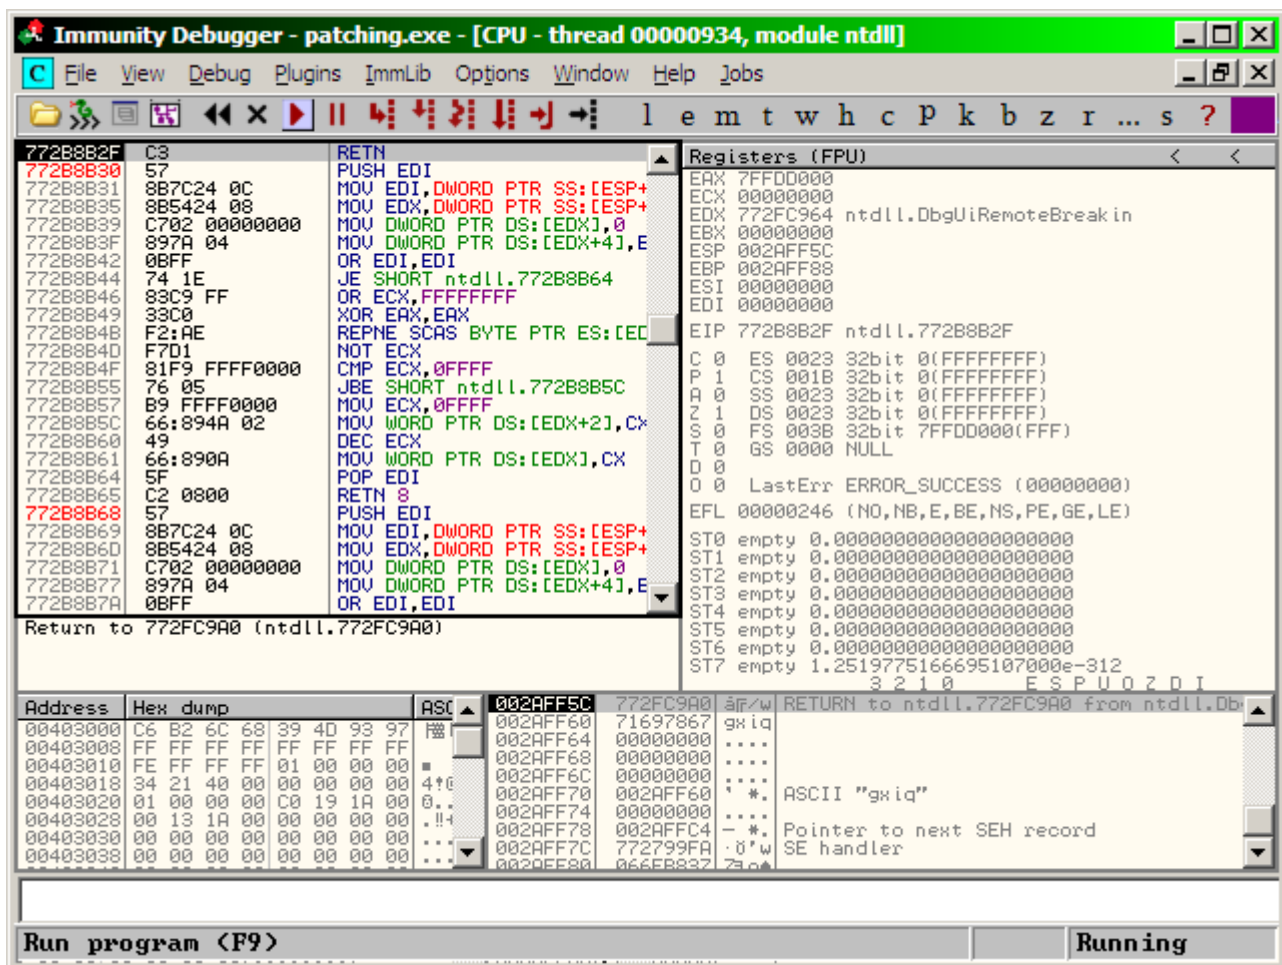 Immunity Debugger - patching.exe - [CPU - thread 00000934, module ntdll]
C File View Debug Plugins ImmLib Options Window Help Jobs
l e m t w h c P k b z r ... s ?
772B8B2F C3 RETN
772B8B30 57 PUSH EDI
772B8B31 8B7C24 0C MOV EDI,DWORD PTR SS:[ESP+
772B8B35 8B5424 08 MOV EDX,DWORD PTR SS:[ESP+
772B8B39 C702 00000000 MOV DWORD PTR DS:[EDX],0
772B8B3F 897A 04 MOV DWORD PTR DS:[EDX+4],E
772B8B42 0BFF OR EDI,EDI
772B8B44 74 1E JE SHORT ntdll.772B8B64
772B8B46 83C9 FF OR ECX,FFFFFFFF
772B8B49 33C0 XOR EAX,EAX
772B8B4B F2:AE REPNE SCAS BYTE PTR ES:[ED
772B8B4D F7D1 NOT ECX
772B8B4F 81F9 FFFF0000 CMP ECX,0FFFF
772B8B55 76 05 JBE SHORT ntdll.772B8B5C
772B8B57 B9 FFFF0000 MOV ECX,0FFFF
772B8B5C 66:894A 02 MOV WORD PTR DS:[EDX+2],CX
772B8B60 49 DEC ECX
772B8B61 66:890A MOV WORD PTR DS:[EDX],CX
772B8B64 5F POP EDI
772B8B65 C2 0800 RETN 8
772B8B68 57 PUSH EDI
772B8B69 8B7C24 0C MOV EDI,DWORD PTR SS:[ESP+
772B8B6D 8B5424 08 MOV EDX,DWORD PTR SS:[ESP+
772B8B71 C702 00000000 MOV DWORD PTR DS:[EDX],0
772B8B77 897A 04 MOV DWORD PTR DS:[EDX+4],E
772B8B7A 0BFF OR EDI,EDI
Return to 772FC9A0 (ntdll.772FC9A0)
Registers (FPU) < <
EAX 7FFDD000
ECX 00000000
EDX 772FC964 ntdll.DbgUiRemoteBreakin
EBX 00000000
ESP 002AFF5C
EBP 002AFF88
ESI 00000000
EDI 00000000
EIP 772B8B2F ntdll.772B8B2F
C 0 ES 0023 32bit 0(FFFFFFFF)
P 1 CS 001B 32bit 0(FFFFFFFF)
A 0 SS 0023 32bit 0(FFFFFFFF)
Z 1 DS 0023 32bit 0(FFFFFFFF)
S 0 FS 003B 32bit 7FFDD000(FFF)
T 0 GS 0000 NULL
D 0
O 0 LastErr ERROR_SUCCESS (00000000)
EFL 00000246 (NO,NB,E,BE,NS,PE,GE,LE)
ST0 empty 0.0000000000000000000
ST1 empty 0.0000000000000000000
ST2 empty 0.0000000000000000000
ST3 empty 0.0000000000000000000
ST4 empty 0.0000000000000000000
ST5 empty 0.0000000000000000000
ST6 empty 0.0000000000000000000
ST7 empty 1.2519775166695107000e-312
3 2 1 0 E S P U O Z D I
Address Hex dump ASC
00403000 C6 B2 6C 68 39 4D 93 97
00403008 FF FF FF FF FF FF FF FF
00403010 FE FF FF FF 01 00 00 00 ■
00403018 34 21 40 00 00 00 00 00 4!@
00403020 01 00 00 00 C0 19 1A 00 0..
00403028 00 13 1A 00 00 00 00 00 .‼
00403030 00 00 00 00 00 00 00 00 ...
00403038 00 00 00 00 00 00 00 00 ...
002AFF5C 772FC9A0 RETURN to ntdll.772FC9A0 from ntdll.Db
002AFF60 71697867 gxiq
002AFF64 00000000 ....
002AFF68 00000000 ....
002AFF6C 00000000 ....
002AFF70 002AFF60 ` *. ASCII "gxiq"
002AFF74 00000000 ....
002AFF78 002AFFC4 – *. Pointer to next SEH record
002AFF7C 772799FA ·Ö'w SE handler
002AFF80 066EB837
Run program (F9) Running